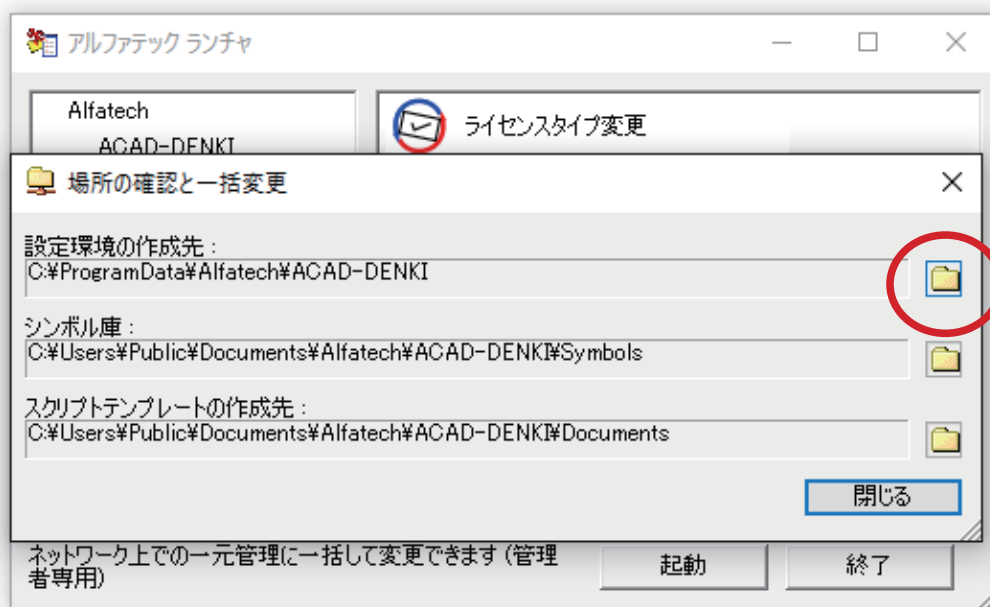 アルファテック ランチャ
Alfatech
ACAD-DENKI
ライセンスタイプ変更
場所の確認と一括変更
設定環境の作成先：
C:¥ProgramData¥Alfatech¥ACAD-DENKI
シンボル庫：
C:¥Users¥Public¥Documents¥Alfatech¥ACAD-DENKI¥Symbols
スクリプトテンプレートの作成先：
C:¥Users¥Public¥Documents¥Alfatech¥ACAD-DENKI¥Documents
閉じる
ネットワーク上での一元管理に一括して変更できます (管理
者専用)
起動
終了